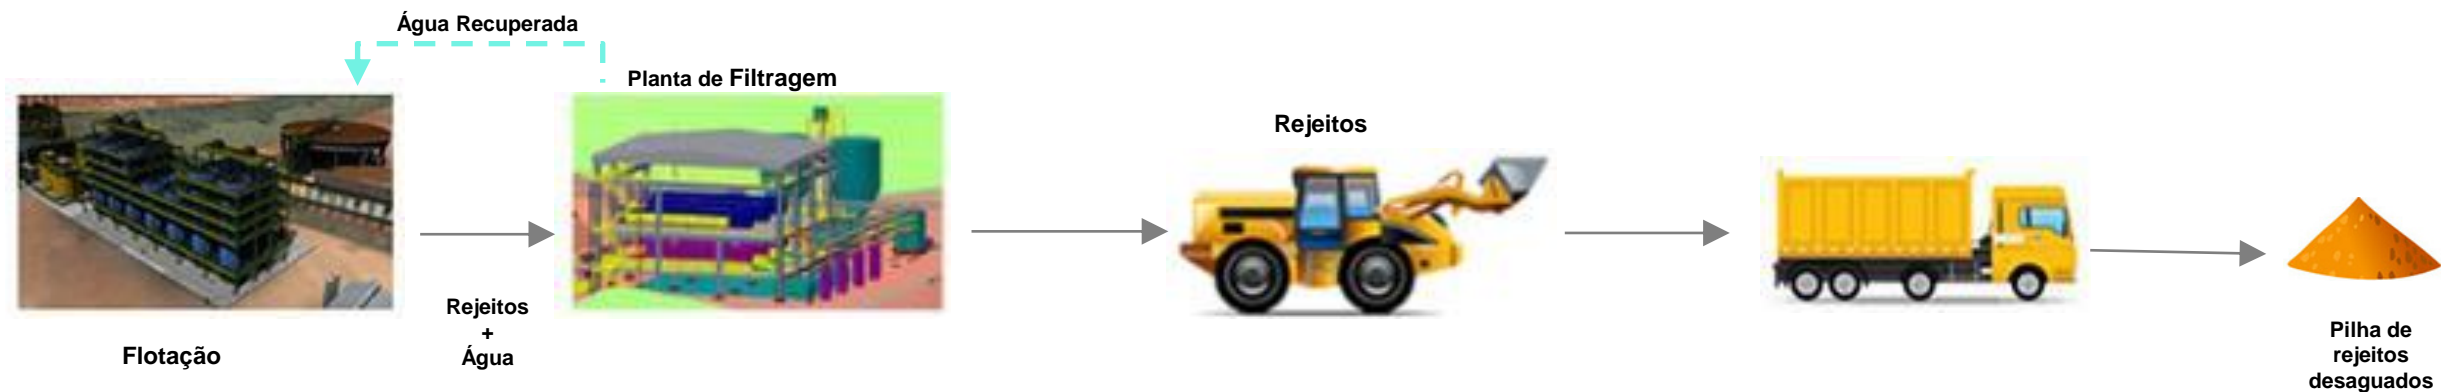 Água Recuperada
Planta de Filtragem
Rejeitos
Rejeitos
+
Água
Flotação
Pilha de
rejeitos
desaguados